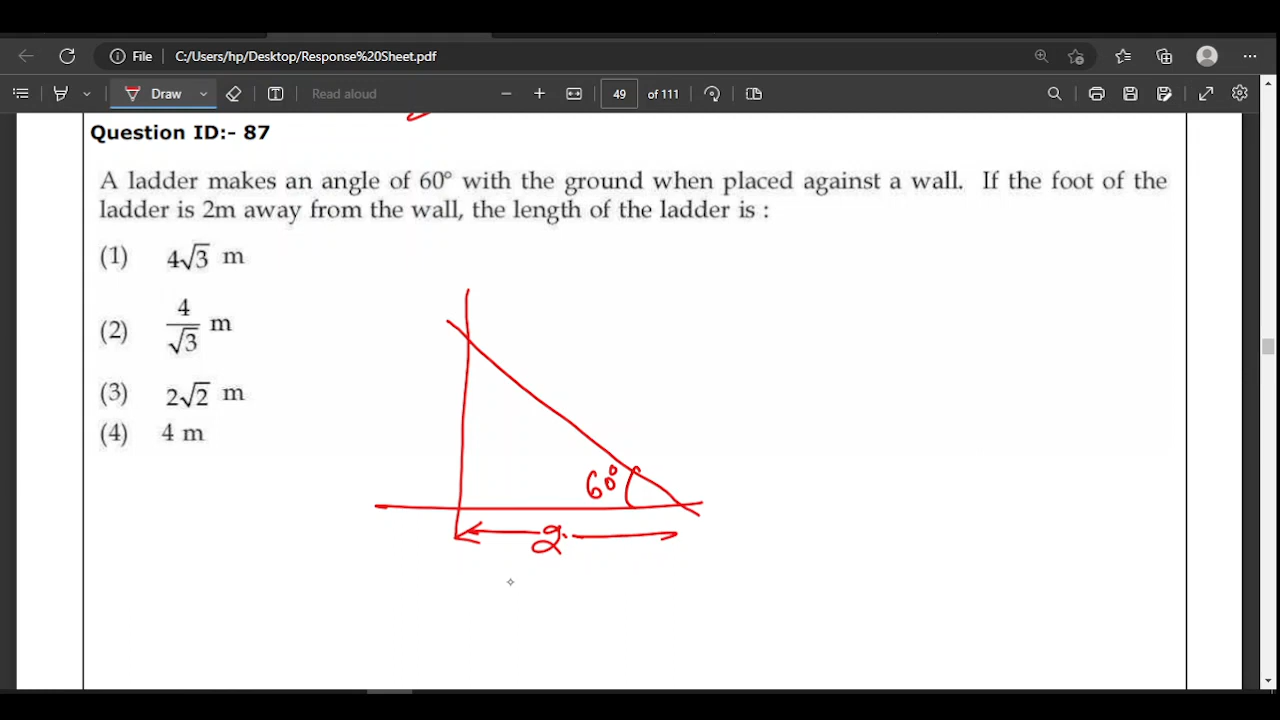 File C:/Users/hp/Desktop/Response%20Sheet.pdf
Draw Read aloud 49 of 111
Question ID:- 87
A ladder makes an angle of 60° with the ground when placed against a wall. If the foot of the
ladder is 2m away from the wall, the length of the ladder is :
(1) 4√3 m
(2) 4/√3 m
(3) 2√2 m
(4) 4 m
60°
2